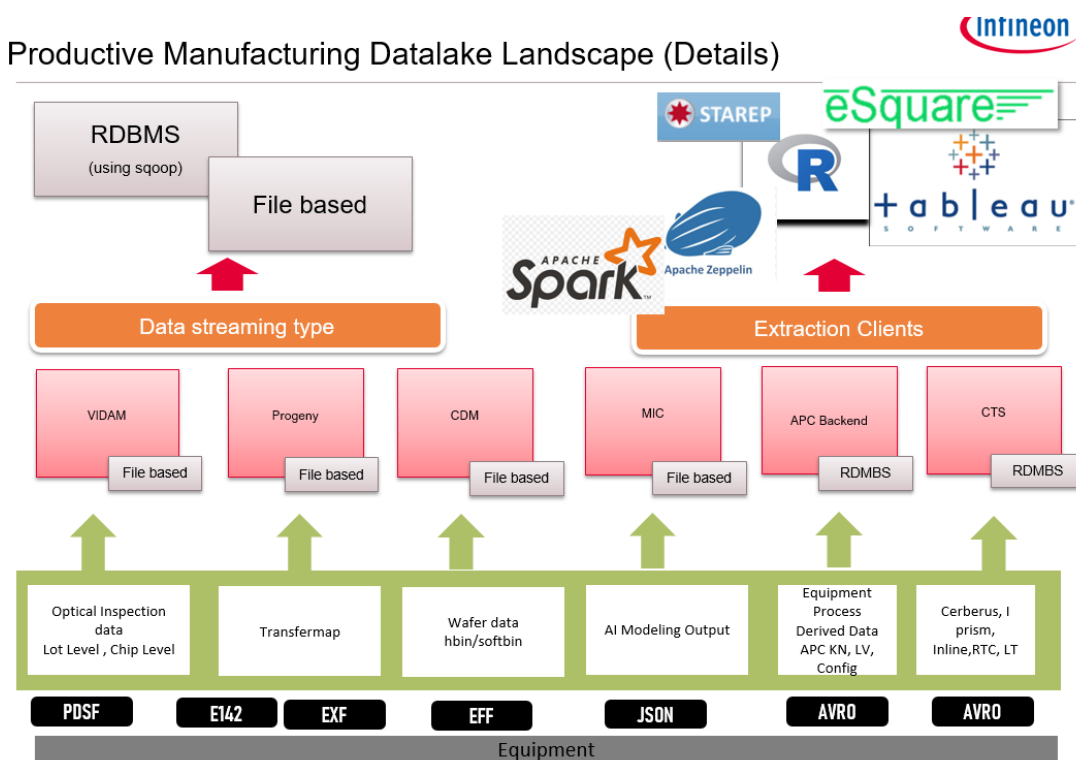 Infineon
Productive Manufacturing Datalake Landscape (Details)
RDBMS
(using sqoop)
File based
STAREP
eSquare
R
+ableau
SOFTWARE
APACHE
Spark
TM
Apache Zeppelin
Data streaming type
Extraction Clients
VIDAM
File based
Progeny
File based
CDM
File based
MIC
File based
APC Backend
RDMBS
CTS
RDMBS
Optical Inspection
data
Lot Level , Chip Level
Transfermap
Wafer data
hbin/softbin
AI Modeling Output
Equipment
Process
Derived Data
APC KN, LV,
Config
Cerberus, I
prism,
Inline,RTC, LT
PDSF
E142
EXF
EFF
JSON
AVRO
AVRO
Equipment